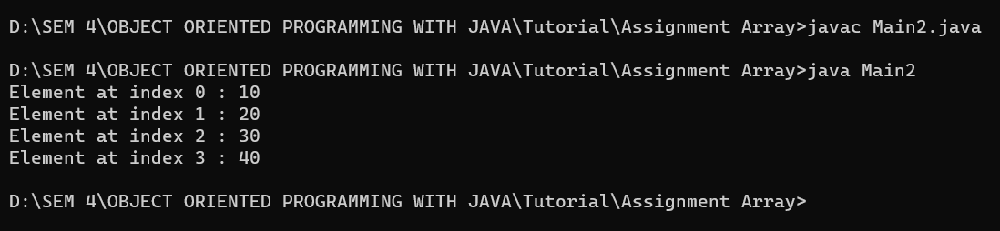 D:\SEM 4\OBJECT ORIENTED PROGRAMMING WITH JAVA\Tutorial\Assignment Array>javac Main2.java
D:\SEM 4\OBJECT ORIENTED PROGRAMMING WITH JAVA\Tutorial\Assignment Array>java Main2
Element at index 0 : 10
Element at index 1 : 20
Element at index 2 : 30
Element at index 3 : 40
D:\SEM 4\OBJECT ORIENTED PROGRAMMING WITH JAVA\Tutorial\Assignment Array>